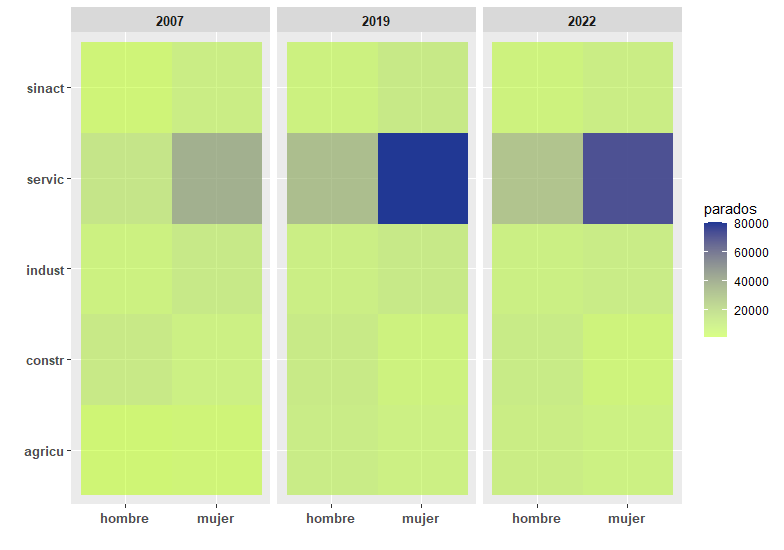 2007 2019 2022
sinact
servic
indust
constr
agricu
hombre mujer hombre mujer hombre mujer
parados
80000
60000
40000
20000